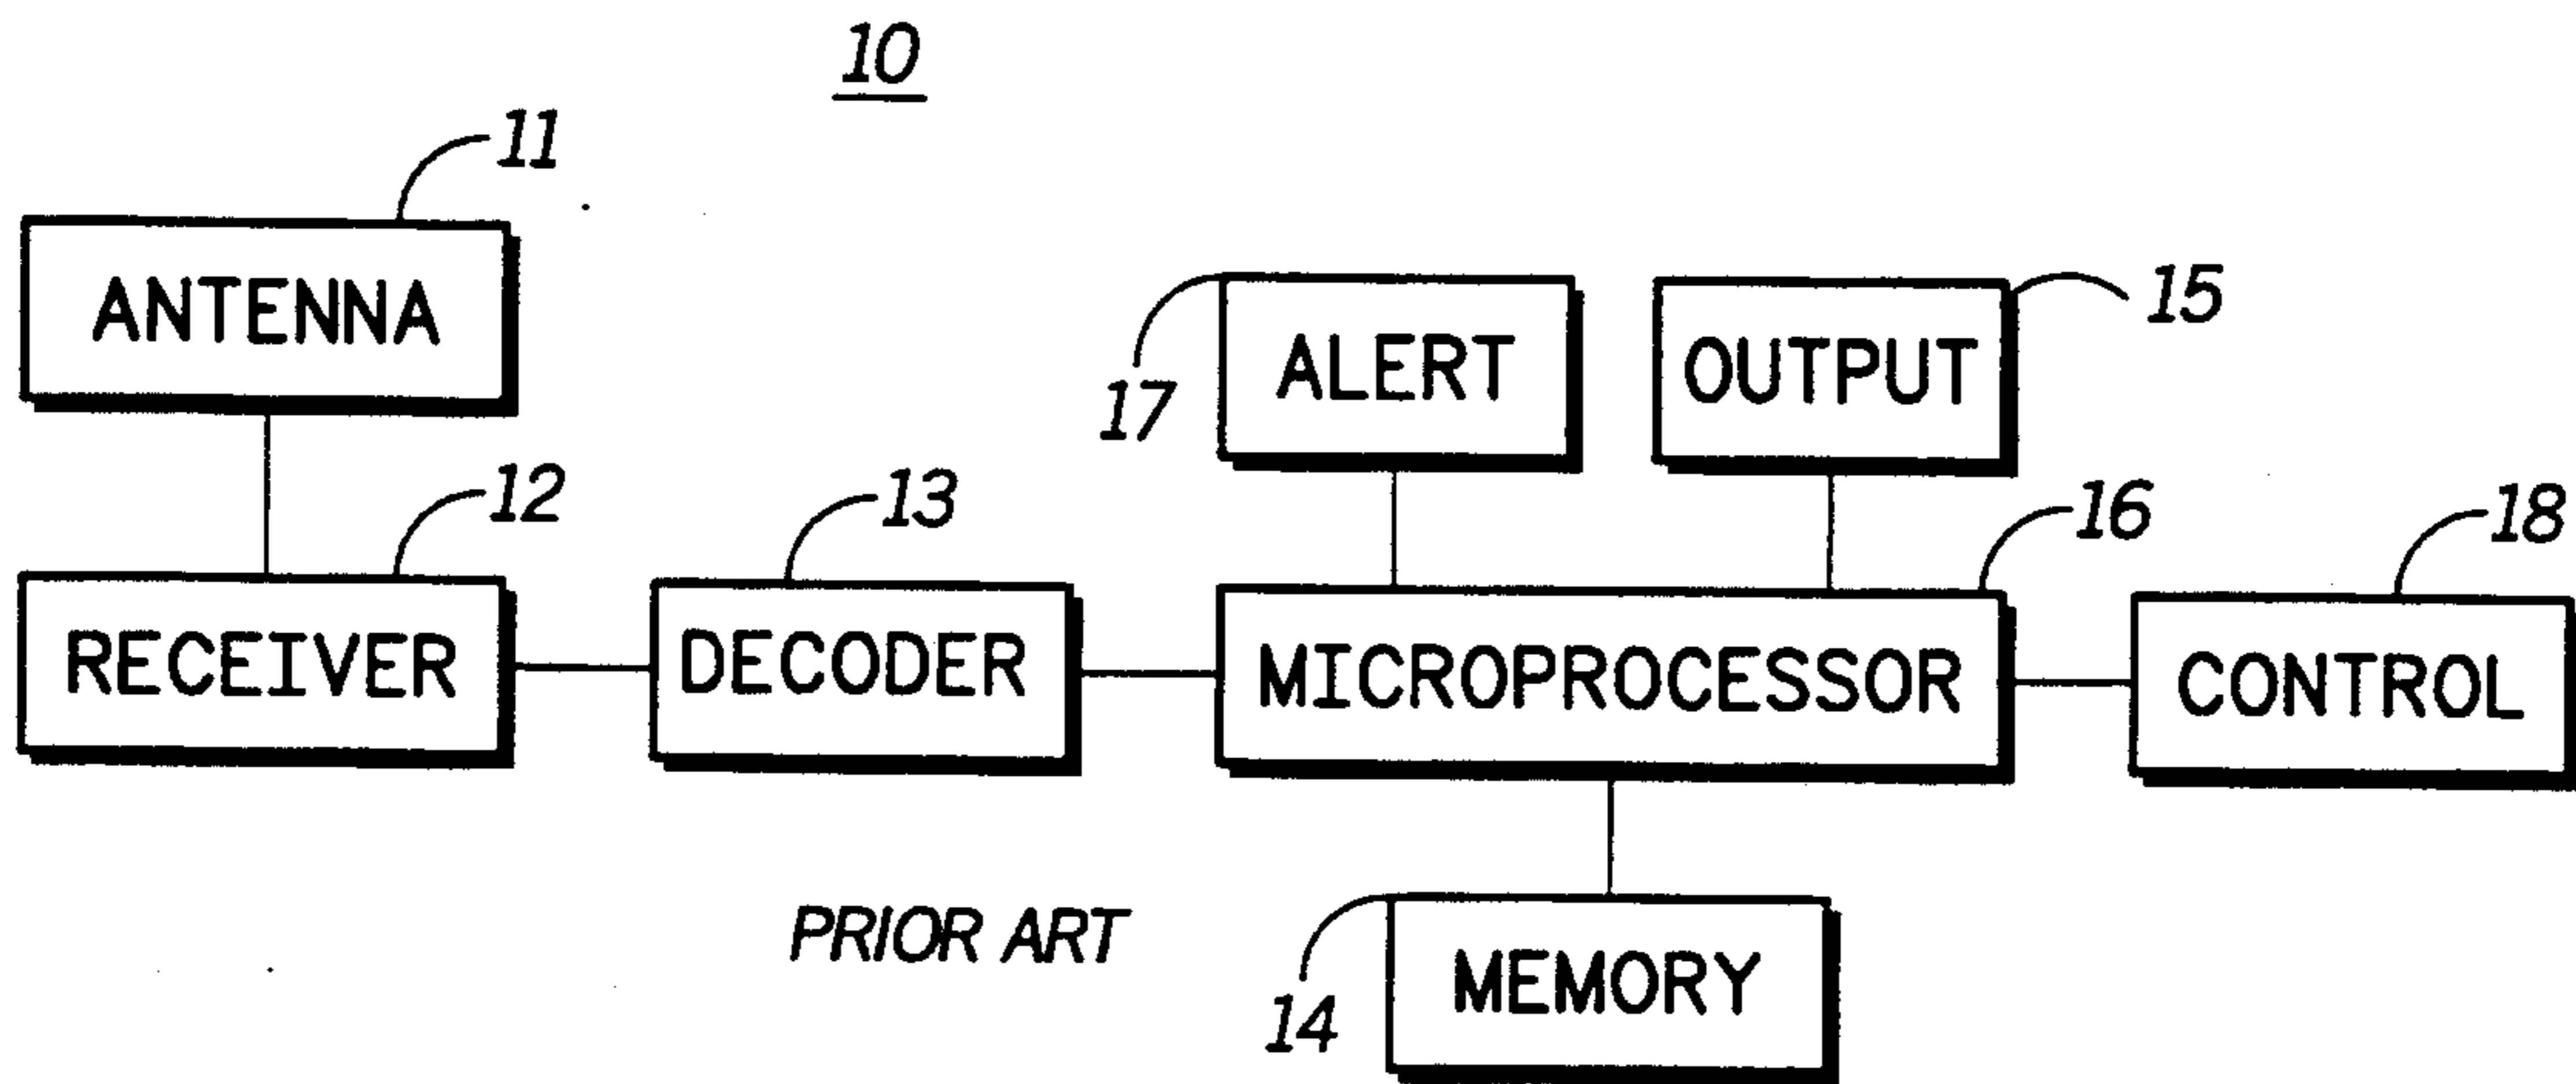 10
11
ANTENNA
17
ALERT
15
OUTPUT
12
RECEIVER
13
DECODER
16
MICROPROCESSOR
18
CONTROL
PRIOR ART
14
MEMORY